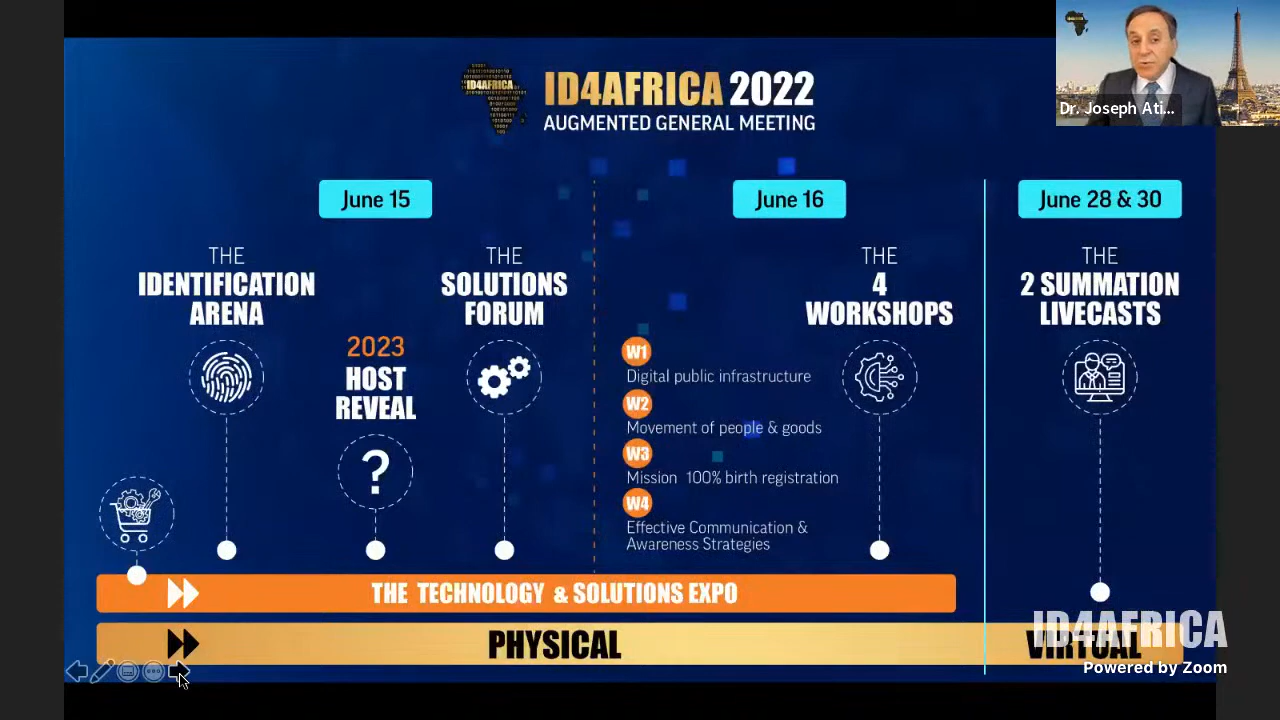 ID4AFRICA
ID4AFRICA 2022
AUGMENTED GENERAL MEETING
Dr. Joseph Ati...
June 15
June 16
June 28 & 30
THE
IDENTIFICATION
ARENA
2023
HOST
REVEAL
?
THE
SOLUTIONS
FORUM
W1
Digital public infrastructure
W2
Movement of people & goods
W3
Mission 100% birth registration
W4
Effective Communication &
Awareness Strategies
THE
4
WORKSHOPS
THE
2 SUMMATION
LIVECASTS
THE TECHNOLOGY & SOLUTIONS EXPO
PHYSICAL
VIRTUAL
ID4AFRICA
Powered by Zoom